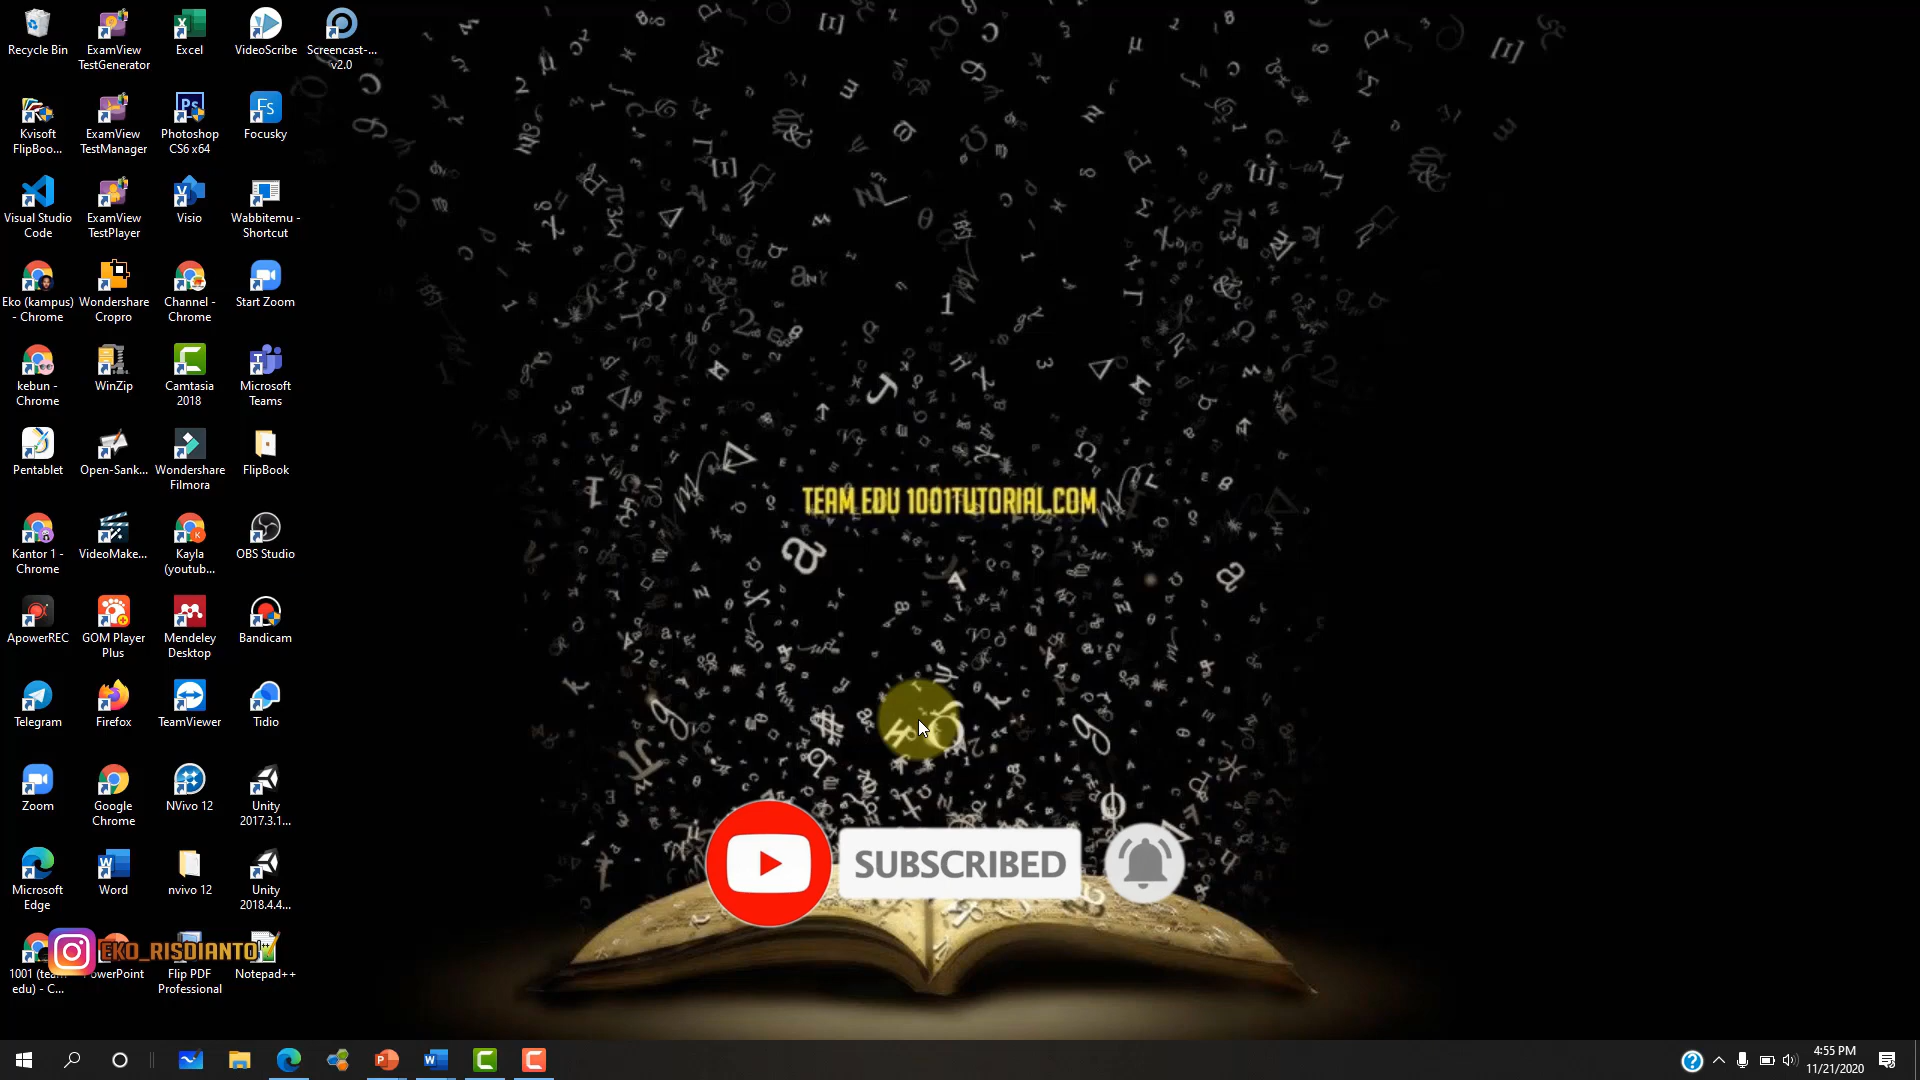 Recycle Bin
ExamView
TestGenerator
Excel
VideoScribe
Screencast-...
v2.0
Kvisoft
FlipBoo...
ExamView
TestManager
Photoshop
CS6 x64
Focusky
Visual Studio
Code
ExamView
TestPlayer
Visio
Wabbitemu -
Shortcut
Eko (kampus)
- Chrome
Wondershare
Cropro
Channel -
Chrome
Start Zoom
kebun -
Chrome
WinZip
Camtasia
2018
Microsoft
Teams
Pentablet
Open-Sank...
Wondershare
Filmora
FlipBook
TEAM EDU 1001TUTORIAL.COM
Kantor 1 -
Chrome
VideoMake...
Kayla
(youtub...
OBS Studio
ApowerREC
GOM Player
Plus
Mendeley
Desktop
Bandicam
Telegram
Firefox
TeamViewer
Tidio
Zoom
Google
Chrome
NVivo 12
Unity
2017.3.1...
Microsoft
Edge
Word
nvivo 12
Unity
2018.4.4...
SUBSCRIBED
EKO_RISDIANTO
1001 (tea
edu) - C...
PowerPoint
Flip PDF
Professional
Notepad++
4:55 PM
11/21/2020